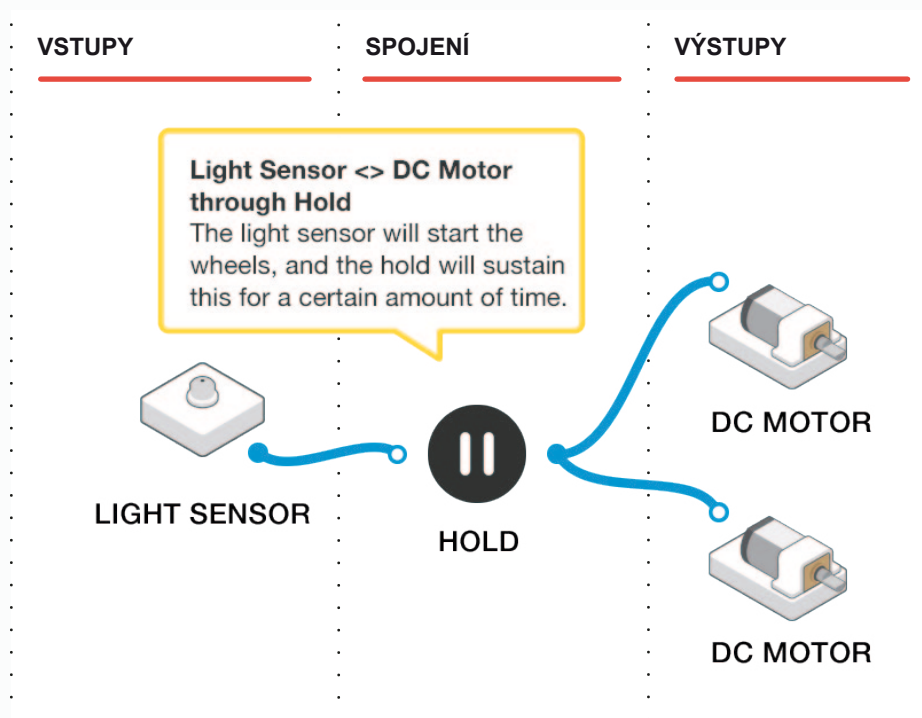 VSTUPY
SPOJENÍ
VÝSTUPY
Light Sensor <> DC Motor
through Hold
The light sensor will start the
wheels, and the hold will sustain
this for a certain amount of time.
LIGHT SENSOR
HOLD
DC MOTOR
DC MOTOR